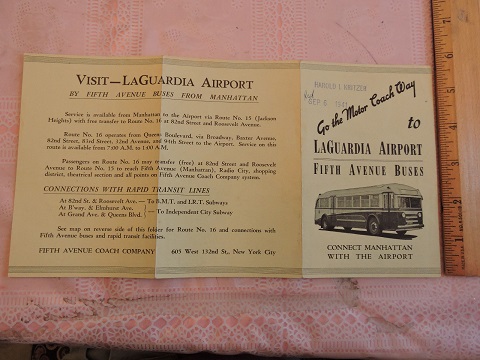 VISIT—LAGUARDIA AIRPORT
BY FIFTH AVENUE BUSES FROM MANHATTAN
Service is available from Manhattan to the Airport via Route No. 15 (Jackson
Heights) with free transfer to Route No. 16 at 82nd Street and Roosevelt Avenue.
Route No. 16 operates from Queens Boulevard, via Broadway, Baxter Avenue,
82nd Street, 83rd Street, 32nd Avenue, and 94th Street to the Airport. Service on this
route is available from 7:00 A.M. to 1:00 A.M.
Passengers on Route No. 16 may transfer (free) at 82nd Street and Roosevelt
Avenue to Route No. 15 to reach Fifth Avenue (Manhattan), Radio City, shopping
district, theatrical section and all points on Fifth Avenue Coach Company system.
CONNECTIONS WITH RAPID TRANSIT LINES
At 82nd St. & Roosevelt Ave.—To B.M.T. and I.R.T. Subways
At B'way. & Elmhurst Ave.
At Grand Ave. & Queens Blvd.
—To Independent City Subway
See map on reverse side of this folder for Route No. 16 and connections with
Fifth Avenue buses and rapid transit facilities.
FIFTH AVENUE COACH COMPANY
605 West 132nd St., New York City
HAROLD I
SEP 8 1941
Go the Motor Coach Way
to
LAGUARDIA AIRPORT
FIFTH AVENUE BUSES
CONNECT MANHATTAN
WITH THE AIRPORT
1
2